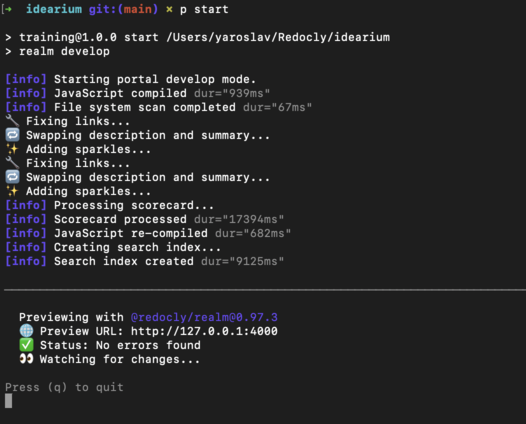 [➜  idearium git:(main) × p start
> training@1.0.0 start /Users/yaroslav/Redocly/idearium
> realm develop
[info] Starting portal develop mode.
[info] JavaScript compiled dur="939ms"
[info] File system scan completed dur="67ms"
🔧 Fixing links...
🔁 Swapping description and summary...
✨ Adding sparkles...
🔧 Fixing links...
🔁 Swapping description and summary...
✨ Adding sparkles...
[info] Processing scorecard...
[info] Scorecard processed dur="17394ms"
[info] JavaScript re-compiled dur="682ms"
[info] Creating search index...
[info] Search index created dur="9125ms"
Previewing with @redocly/realm@0.97.3
🌐 Preview URL: http://127.0.0.1:4000
✅ Status: No errors found
👀 Watching for changes...
Press (q) to quit